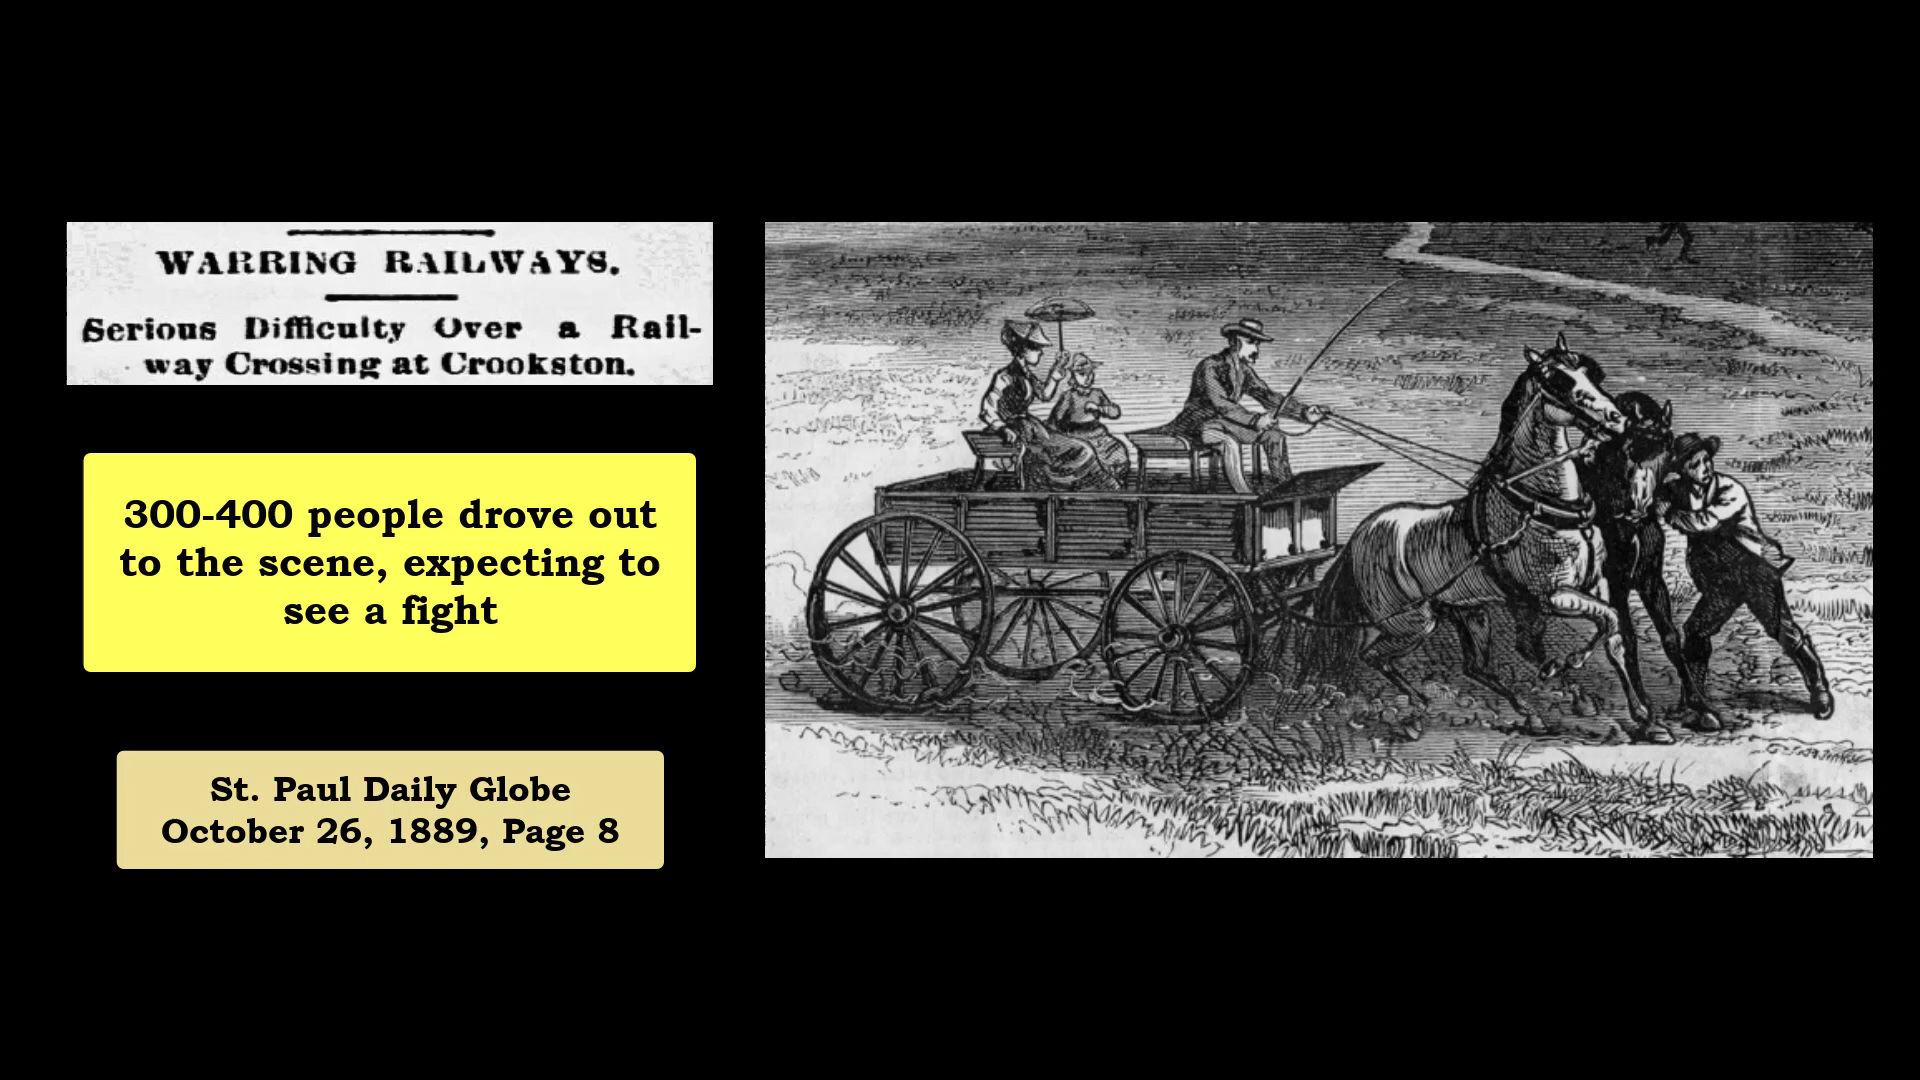 WARRING RAILWAYS.
Serious Difficulty Over a Rail-
way Crossing at Crookston.
300-400 people drove out
to the scene, expecting to
see a fight
St. Paul Daily Globe
October 26, 1889, Page 8